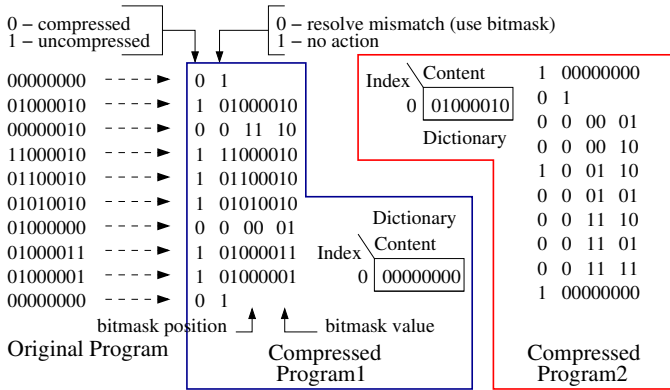 0 – compressed
1 – uncompressed
0 – resolve mismatch (use bitmask)
1 – no action
00000000 0 1
01000010 1 01000010
00000010 0 0 11 10
11000010 1 11000010
01100010 1 01100010
01010010 1 01010010
01000000 0 0 00 01
01000011 1 01000011
01000001 1 01000001
00000000 0 1
Dictionary
Index Content
0 00000000
bitmask position
bitmask value
Original Program
Compressed
Program1
Index Content
0 01000010
Dictionary
1 00000000
0 1
0 0 00 01
0 0 00 10
1 0 01 10
0 0 01 01
0 0 11 10
0 0 11 01
0 0 11 11
1 00000000
Compressed
Program2